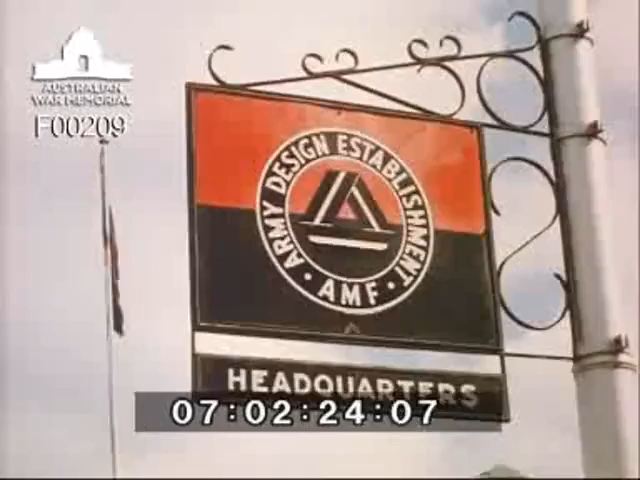 AUSTRALIAN
WAR MEMORIAL
F00209
ARMY DESIGN ESTABLISHMENT
· AMF ·
HEADQUARTERS
07:02:24:07